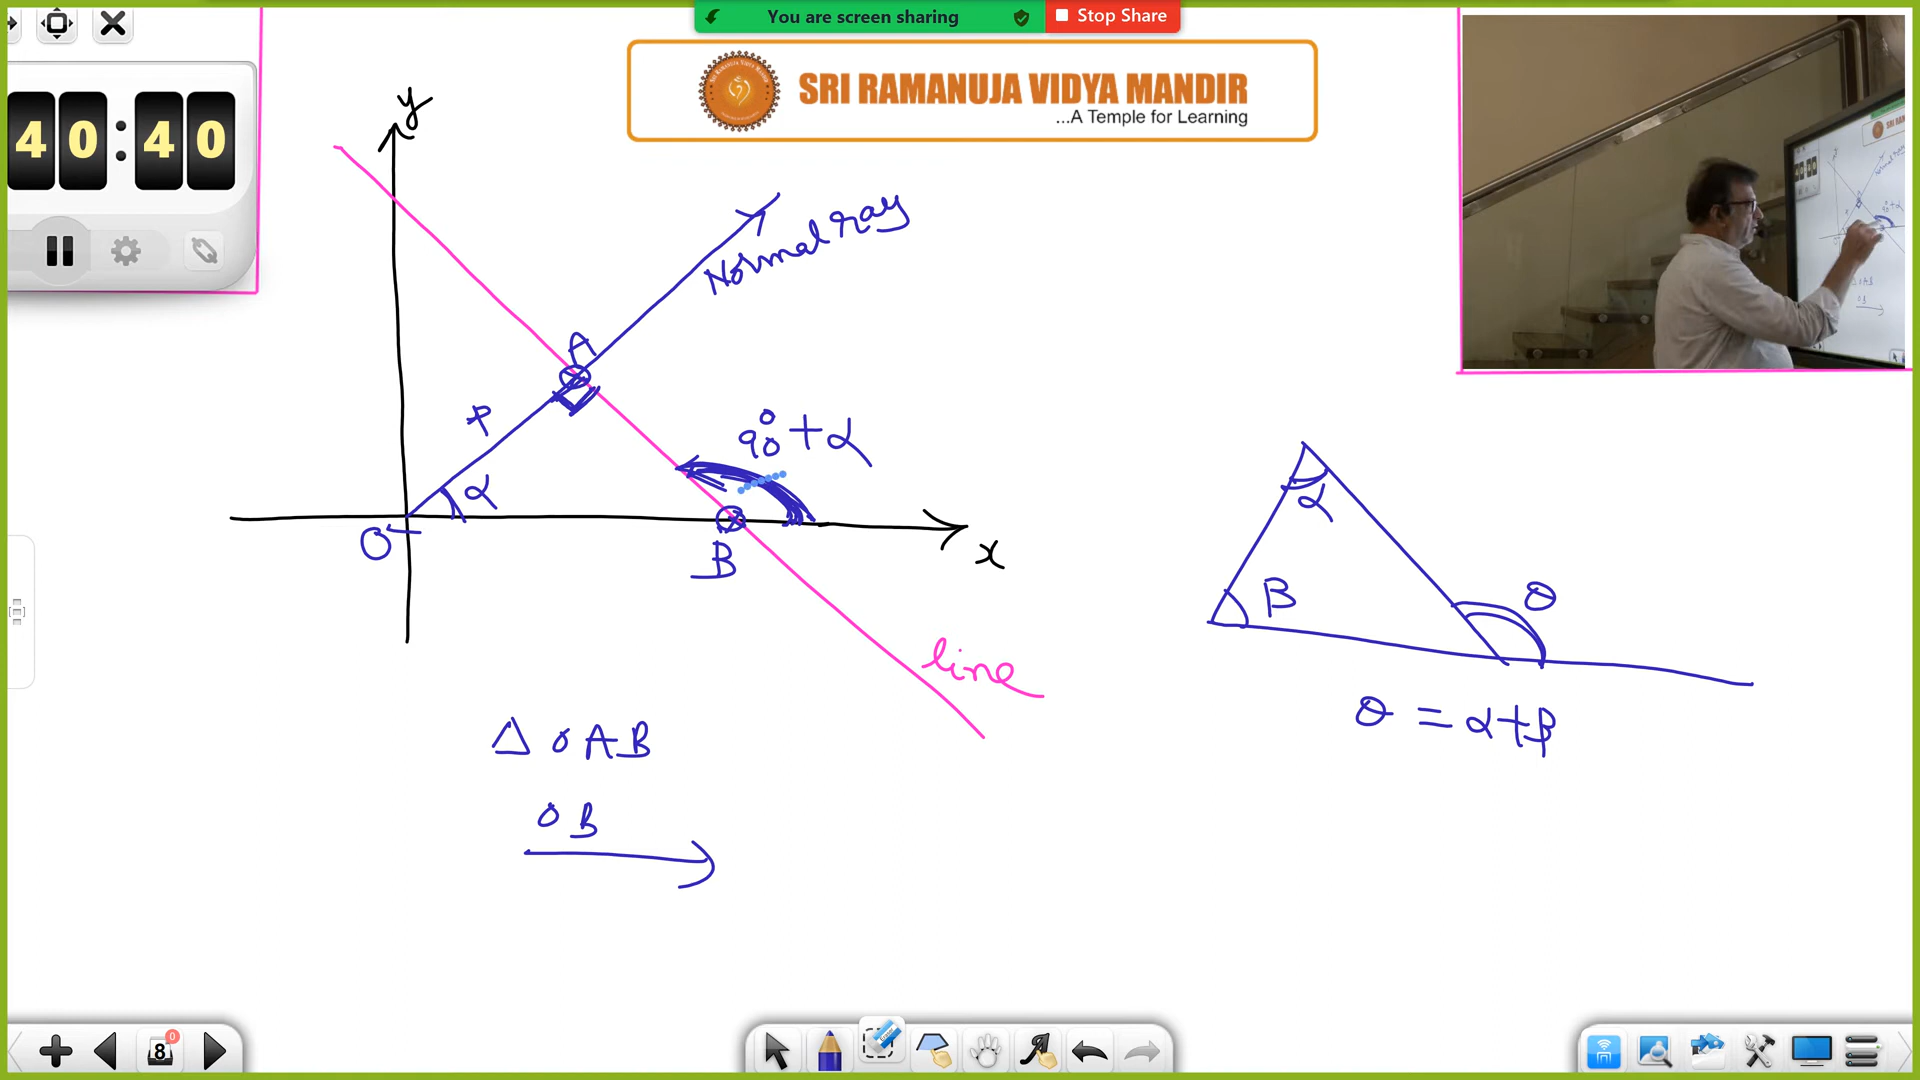 You are screen sharing
Stop Share
SRI RAMANUJA VIDYA MANDIR
...A Temple for Learning
40:40
y
Normal ray
A
p
90°+α
α
O
B
x
line
Δ OAB
OB
α
β
θ
θ = α+β
8
0